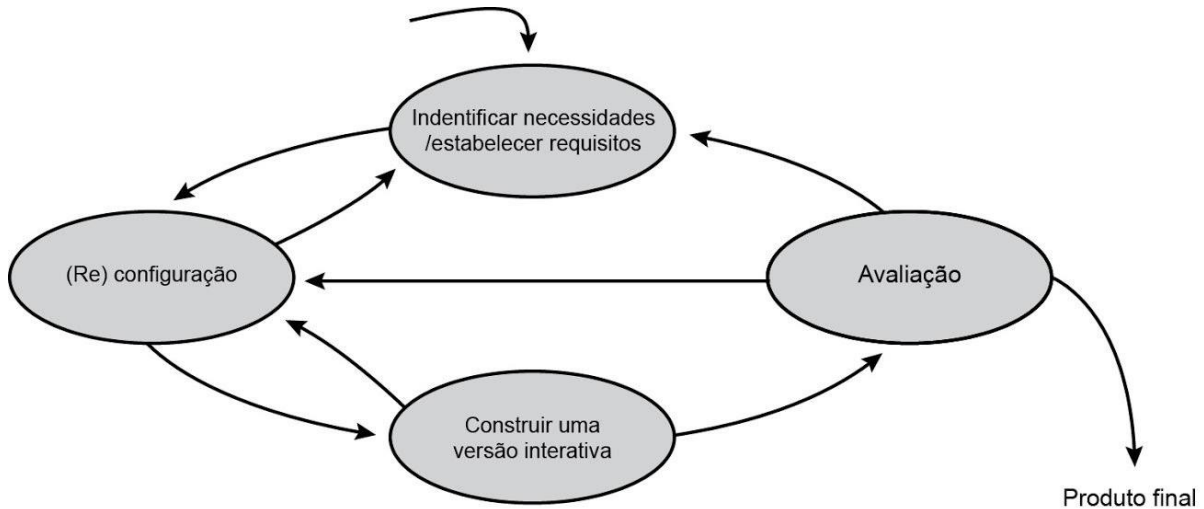 Indentificar necessidades
/estabelecer requisitos
(Re) configuração
Avaliação
Construir uma
versão interativa
Produto final